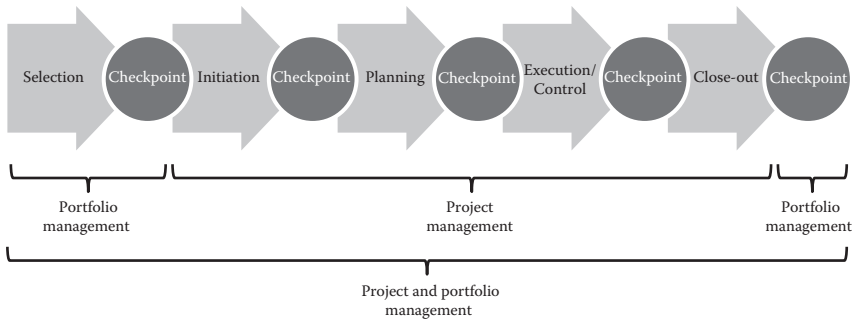 Selection
Checkpoint
Initiation
Checkpoint
Planning
Checkpoint
Execution/
Control
Checkpoint
Close-out
Checkpoint
Portfolio
management
Project
management
Portfolio
management
Project and portfolio
management